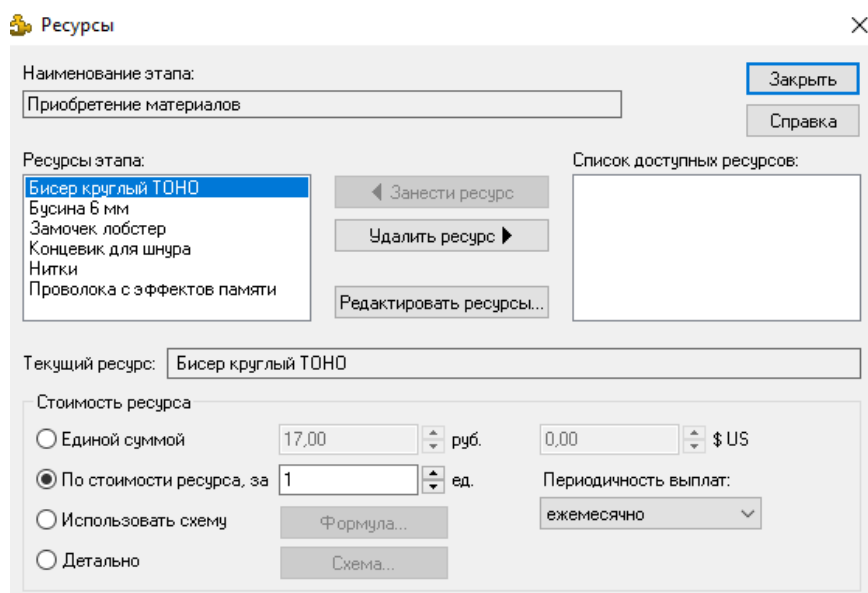 Ресурсы
Наименование этапа:
Закрыть
Приобретение материалов
Справка
Ресурсы этапа:
Список доступных ресурсов:
Бисер круглый ТОНО
Занести ресурс
Бусина 6 мм
Замочек лобстер
Удалить ресурс
Концевик для шнура
Нитки
Проволока с эффектов памяти
Редактировать ресурсы...
Текущий ресурс: Бисер круглый ТОНО
Стоимость ресурса
Единой суммой 17,00 руб. 0,00 $ US
По стоимости ресурса, за 1 ед. Периодичность выплат:
Использовать схему Формула... ежемесячно
Детально Схема...